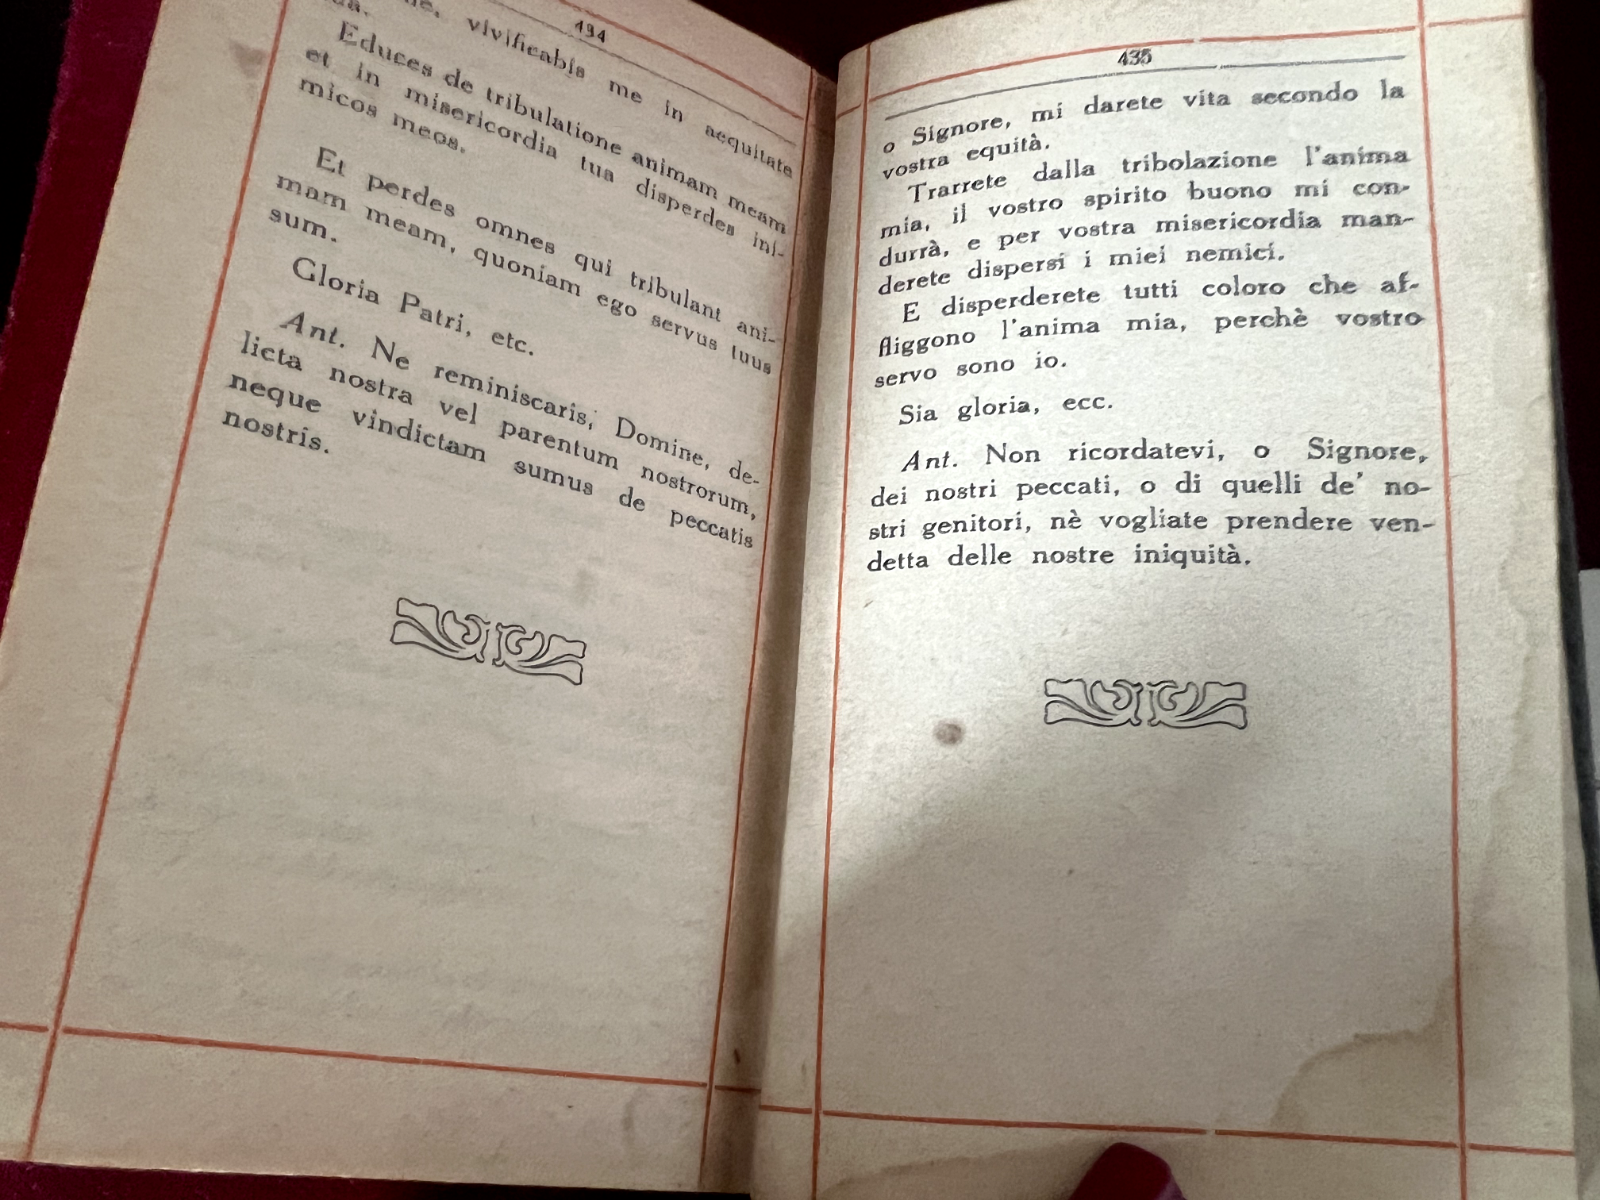 434
vivificabis me in aequitate
Educes de tribulatione animam meam
et in misericordia tua disperdes ini-
micos meos.
Et perdes omnes qui tribulant ani-
mam meam, quoniam ego servus tuus
sum.
Gloria Patri, etc.
Ant. Ne reminiscaris, Domine, de-
licta nostra vel parentum nostrorum,
neque vindictam sumus de peccatis
nostris.
435
o Signore, mi darete vita secondo la
vostra equità.
Trarrete dalla tribolazione l'anima
mia, il vostro spirito buono mi con-
durrà, e per vostra misericordia man-
derete dispersi i miei nemici.
E disperderete tutti coloro che af-
fliggono l'anima mia, perchè vostro
servo sono io.
Sia gloria, ecc.
Ant. Non ricordatevi, o Signore,
dei nostri peccati, o di quelli de' no-
stri genitori, nè vogliate prendere ven-
detta delle nostre iniquità.